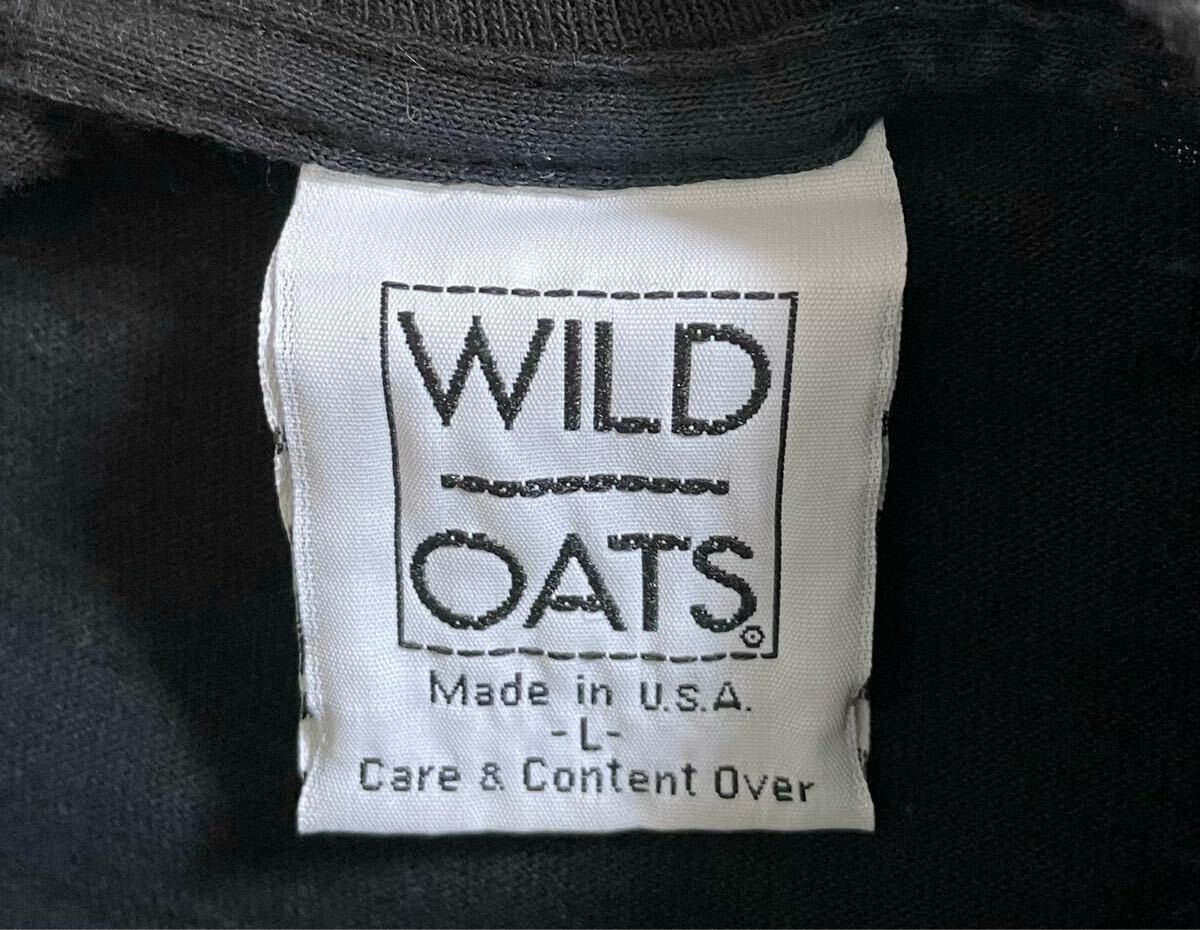 WILD
OATS
Made in U.S.A.
-L-
Care & Content Over